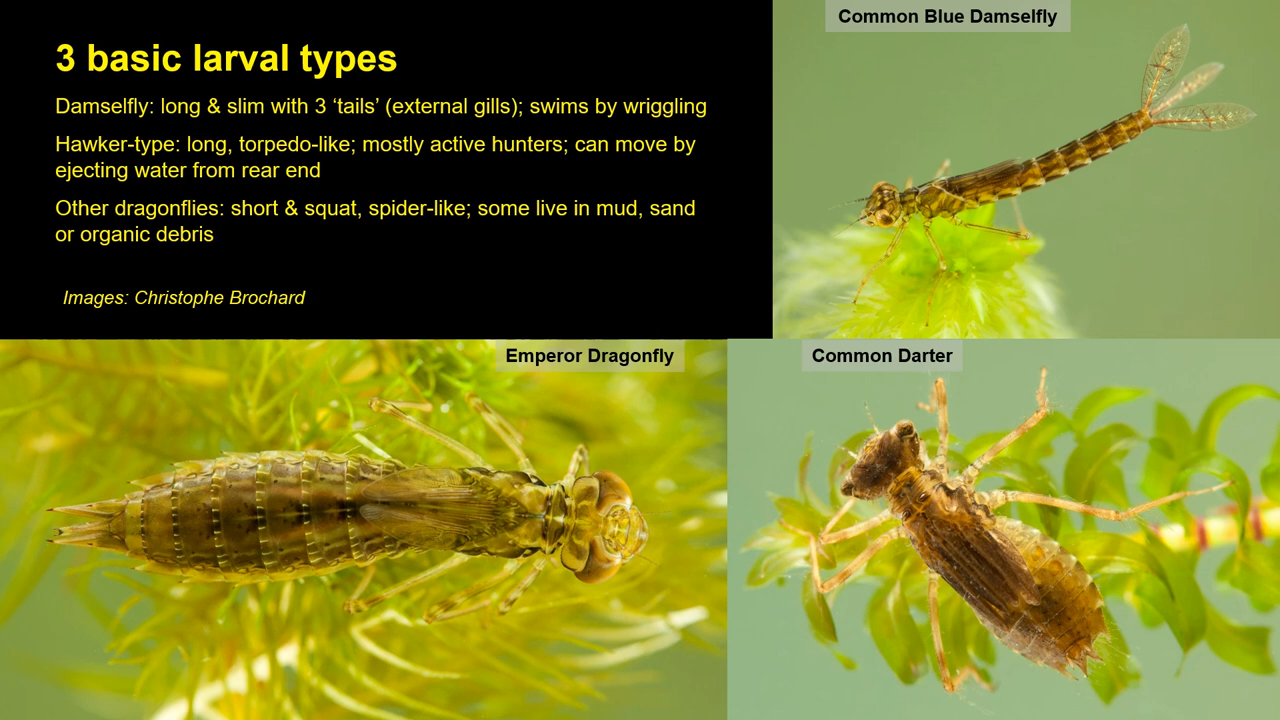 3 basic larval types
Damselfly: long & slim with 3 ‘tails’ (external gills); swims by wriggling
Hawker-type: long, torpedo-like; mostly active hunters; can move by
ejecting water from rear end
Other dragonflies: short & squat, spider-like; some live in mud, sand
or organic debris
Images: Christophe Brochard
Common Blue Damselfly
Emperor Dragonfly
Common Darter